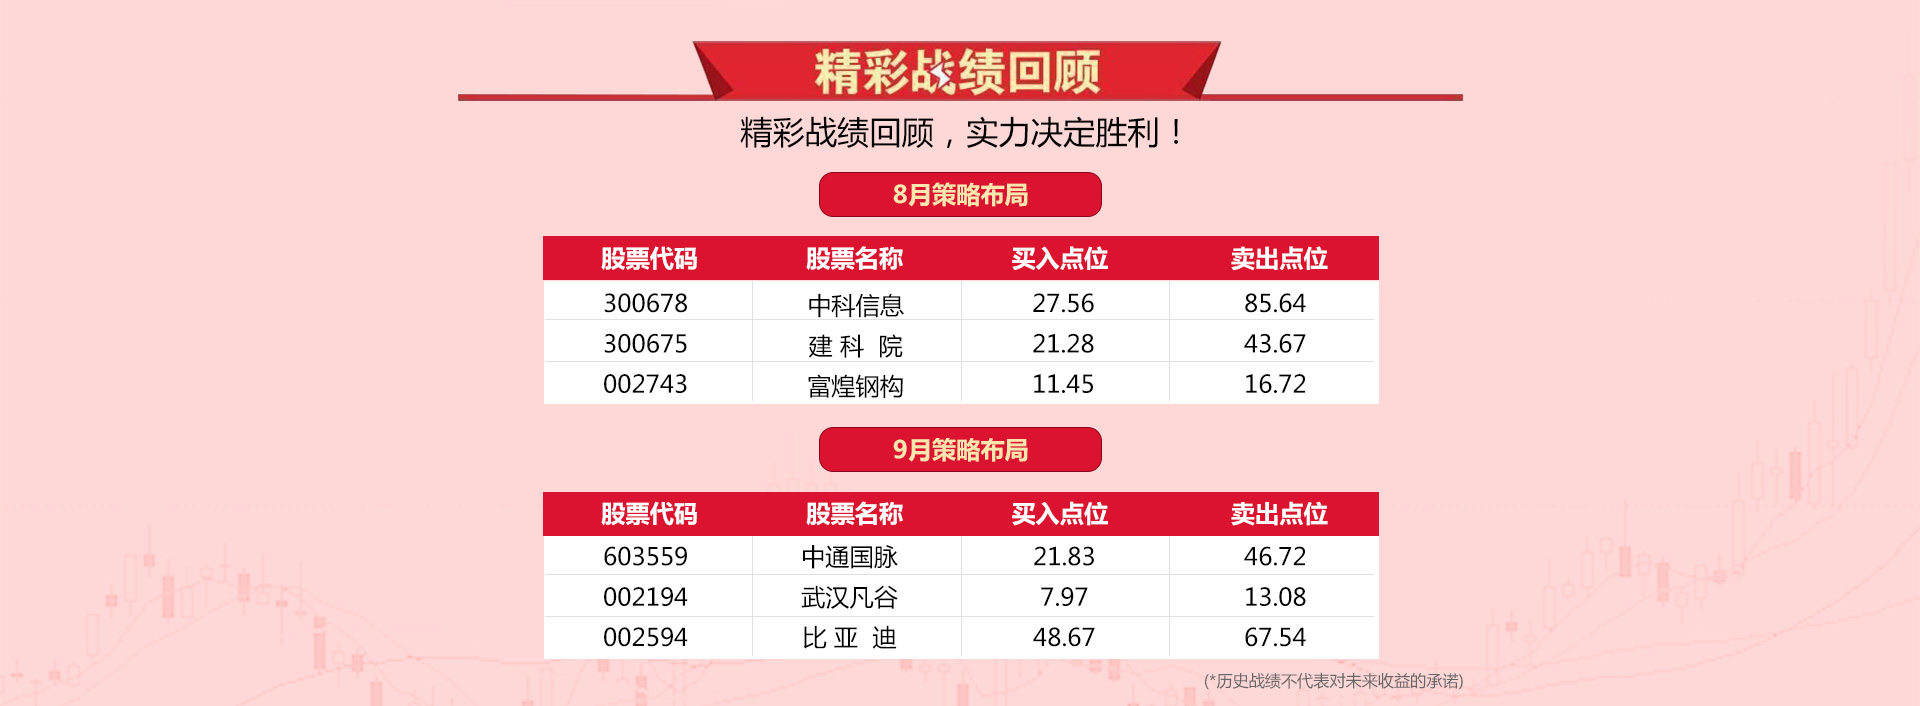 精彩战绩回顾
精彩战绩回顾，实力决定胜利！
8月策略布局
股票代码 股票名称 买入点位 卖出点位
300678 中科信息 27.56 85.64
300675 建 科 院 21.28 43.67
002743 富煌钢构 11.45 16.72
9月策略布局
股票代码 股票名称 买入点位 卖出点位
603559 中通国脉 21.83 46.72
002194 武汉凡谷 7.97 13.08
002594 比 亚 迪 48.67 67.54
(*历史战绩不代表对未来收益的承诺)